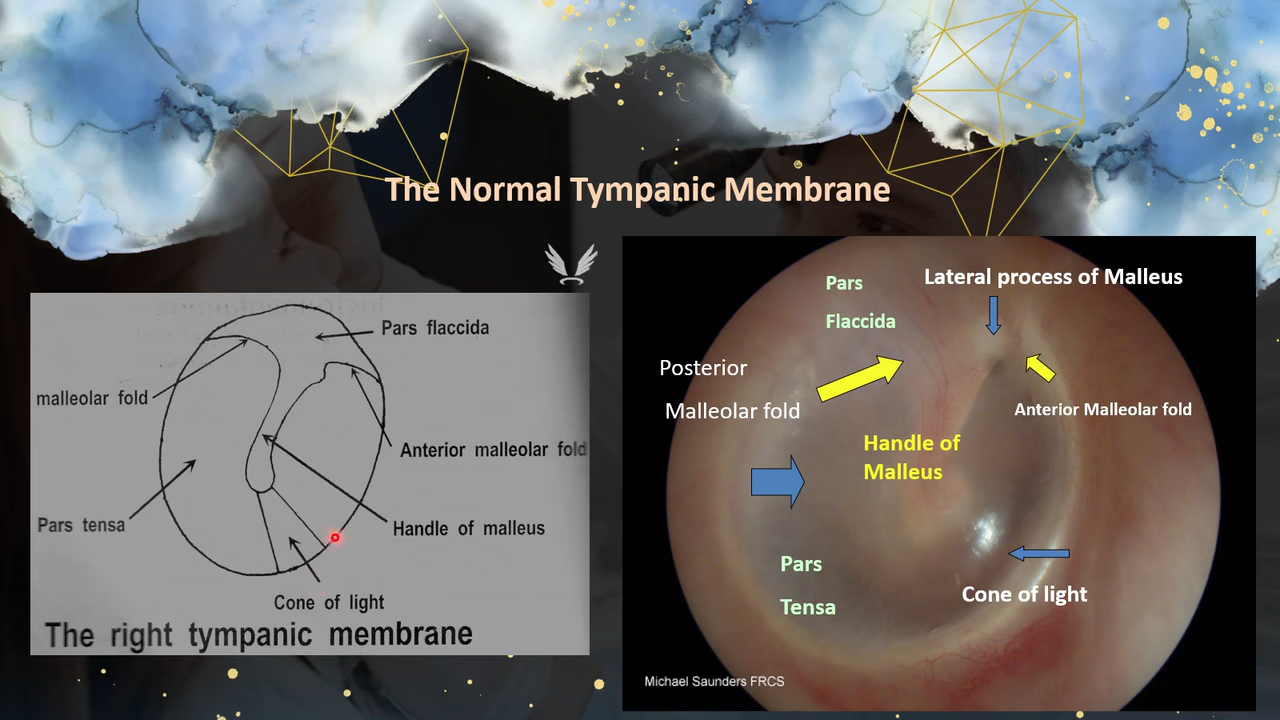 The Normal Tympanic Membrane
Pars flaccida
malleolar fold
Anterior malleolar fold
Pars tensa
Handle of malleus
Cone of light
The right tympanic membrane
Pars
Flaccida
Lateral process of Malleus
Posterior
Malleolar fold
Anterior Malleolar fold
Handle of
Malleus
Pars
Tensa
Cone of light
Michael Saunders FRCS